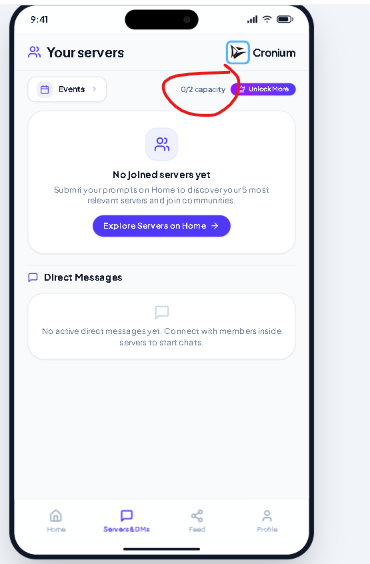 9:41
Your servers
Cronium
Events
0/2 capacity
Unlock More
No joined servers yet
Submit your prompts on Home to discover your 5 most
relevant servers and join communities.
Explore Servers on Home →
Direct Messages
No active direct messages yet. Connect with members inside
servers to start chats.
Home
Servers & DMs
Feed
Profile